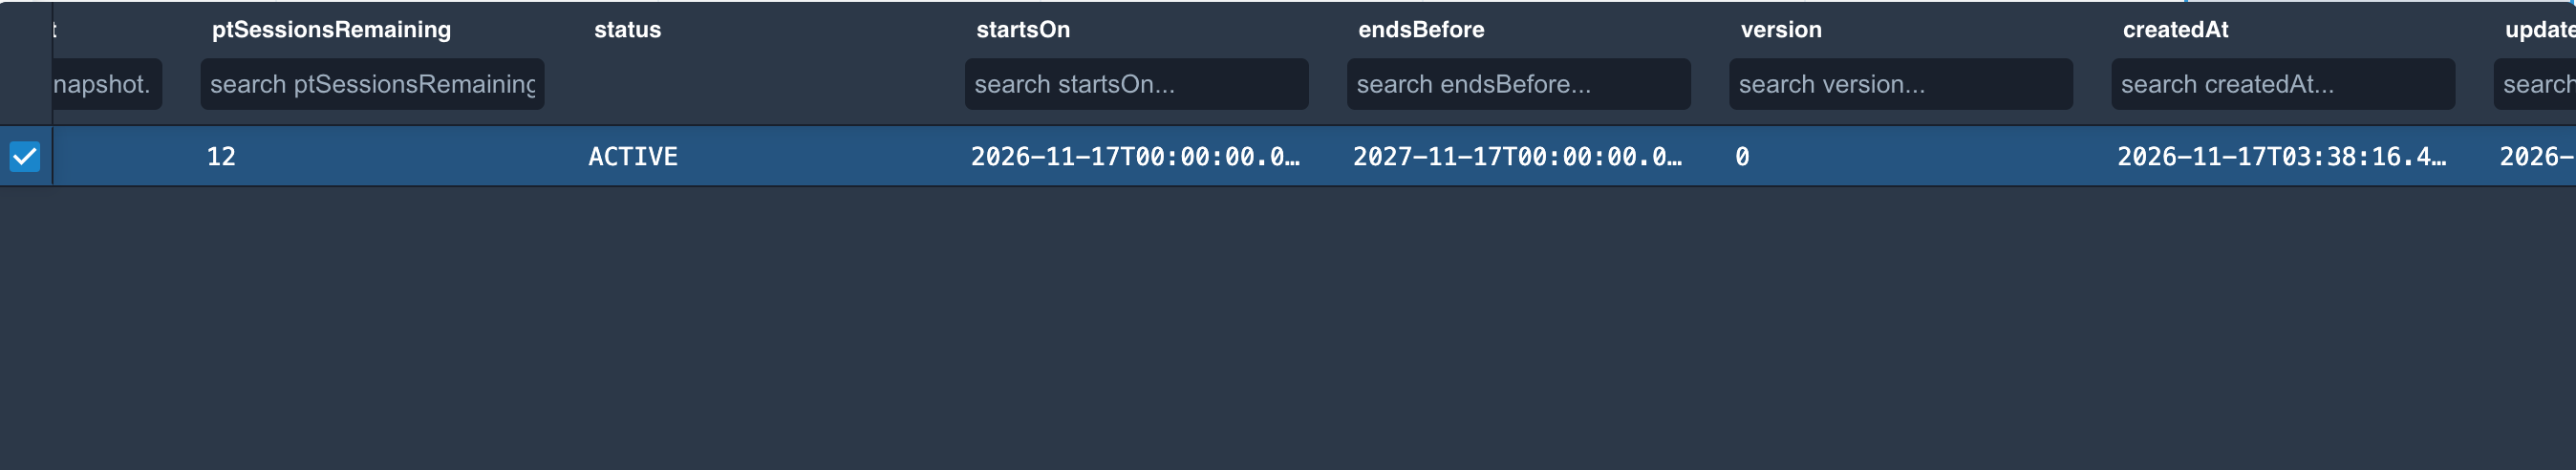 t ptSessionsRemaining status startsOn endsBefore version createdAt update
napshot. search ptSessionsRemaining search startsOn... search endsBefore... search version... search createdAt... search
12 ACTIVE 2026-11-17T00:00:00.0… 2027-11-17T00:00:00.0… 0 2026-11-17T03:38:16.4… 2026-